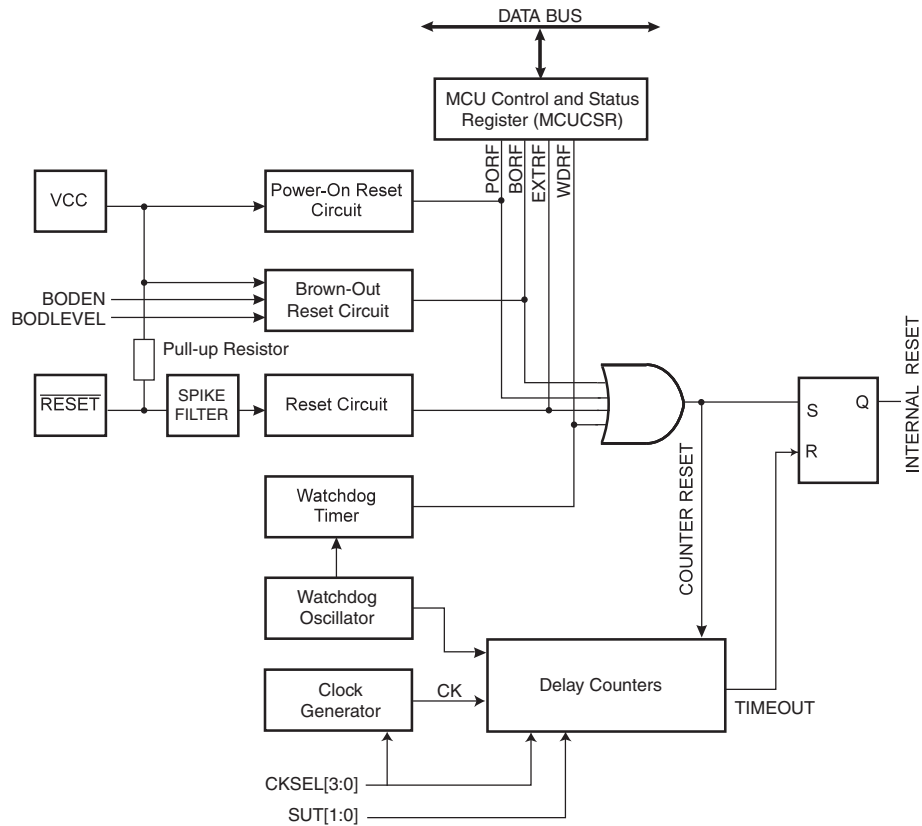 DATA BUS
MCU Control and Status
Register (MCUCSR)
PORF
BORF
EXTRF
WDRF
VCC
Power-On Reset
Circuit
BODEN
BODLEVEL
Brown-Out
Reset Circuit
Pull-up Resistor
RESET
SPIKE
FILTER
Reset Circuit
S
Q
R
INTERNAL RESET
COUNTER RESET
Watchdog
Timer
Watchdog
Oscillator
Clock
Generator
CK
Delay Counters
TIMEOUT
CKSEL[3:0]
SUT[1:0]